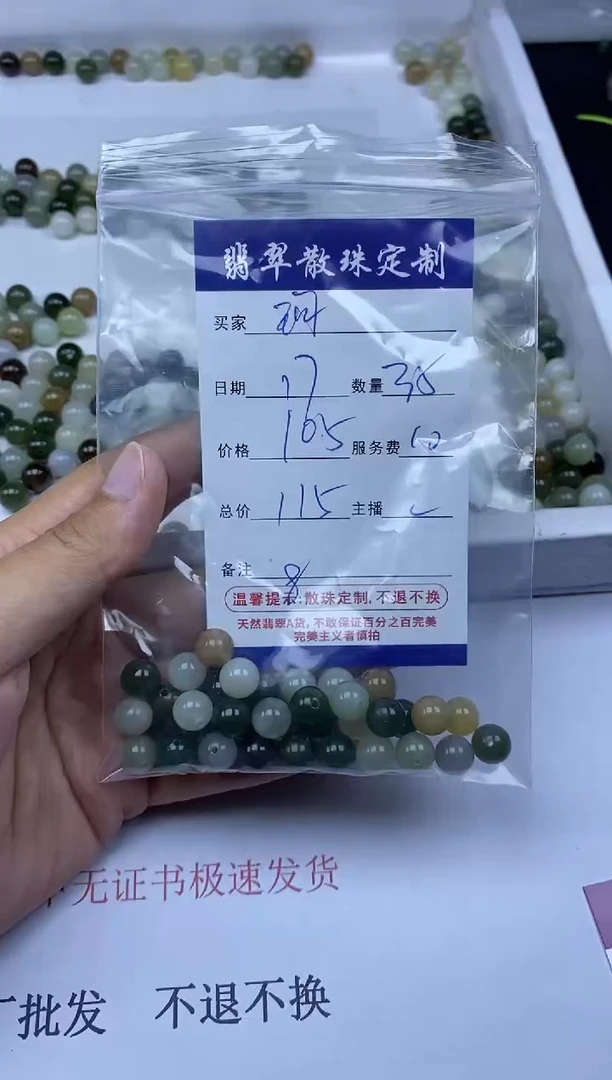 翡翠散珠定制
买家
日期 17 数量 35
价格 105 服务费 10
总价 115 主播
备注 8
温馨提示:散珠定制,不退不换
天然翡翠A货,不敢保证百分之百完美
完美主义者慎拍
无证书极速发货
厂批发 不退不换